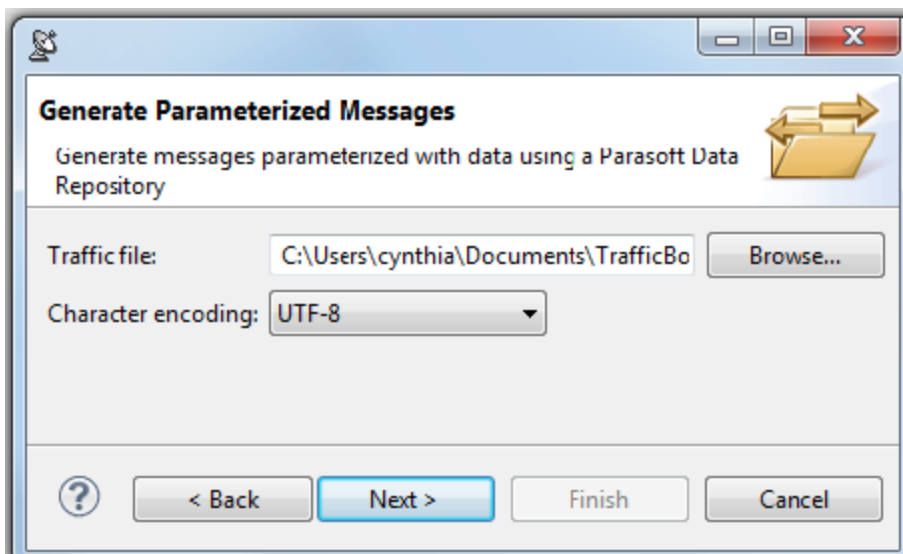 Generate Parameterized Messages
Generate messages parameterized with data using a Parasoft Data
Repository
Traffic file: C:\Users\cynthia\Documents\TrafficBo Browse...
Character encoding: UTF-8
? < Back Next > Finish Cancel